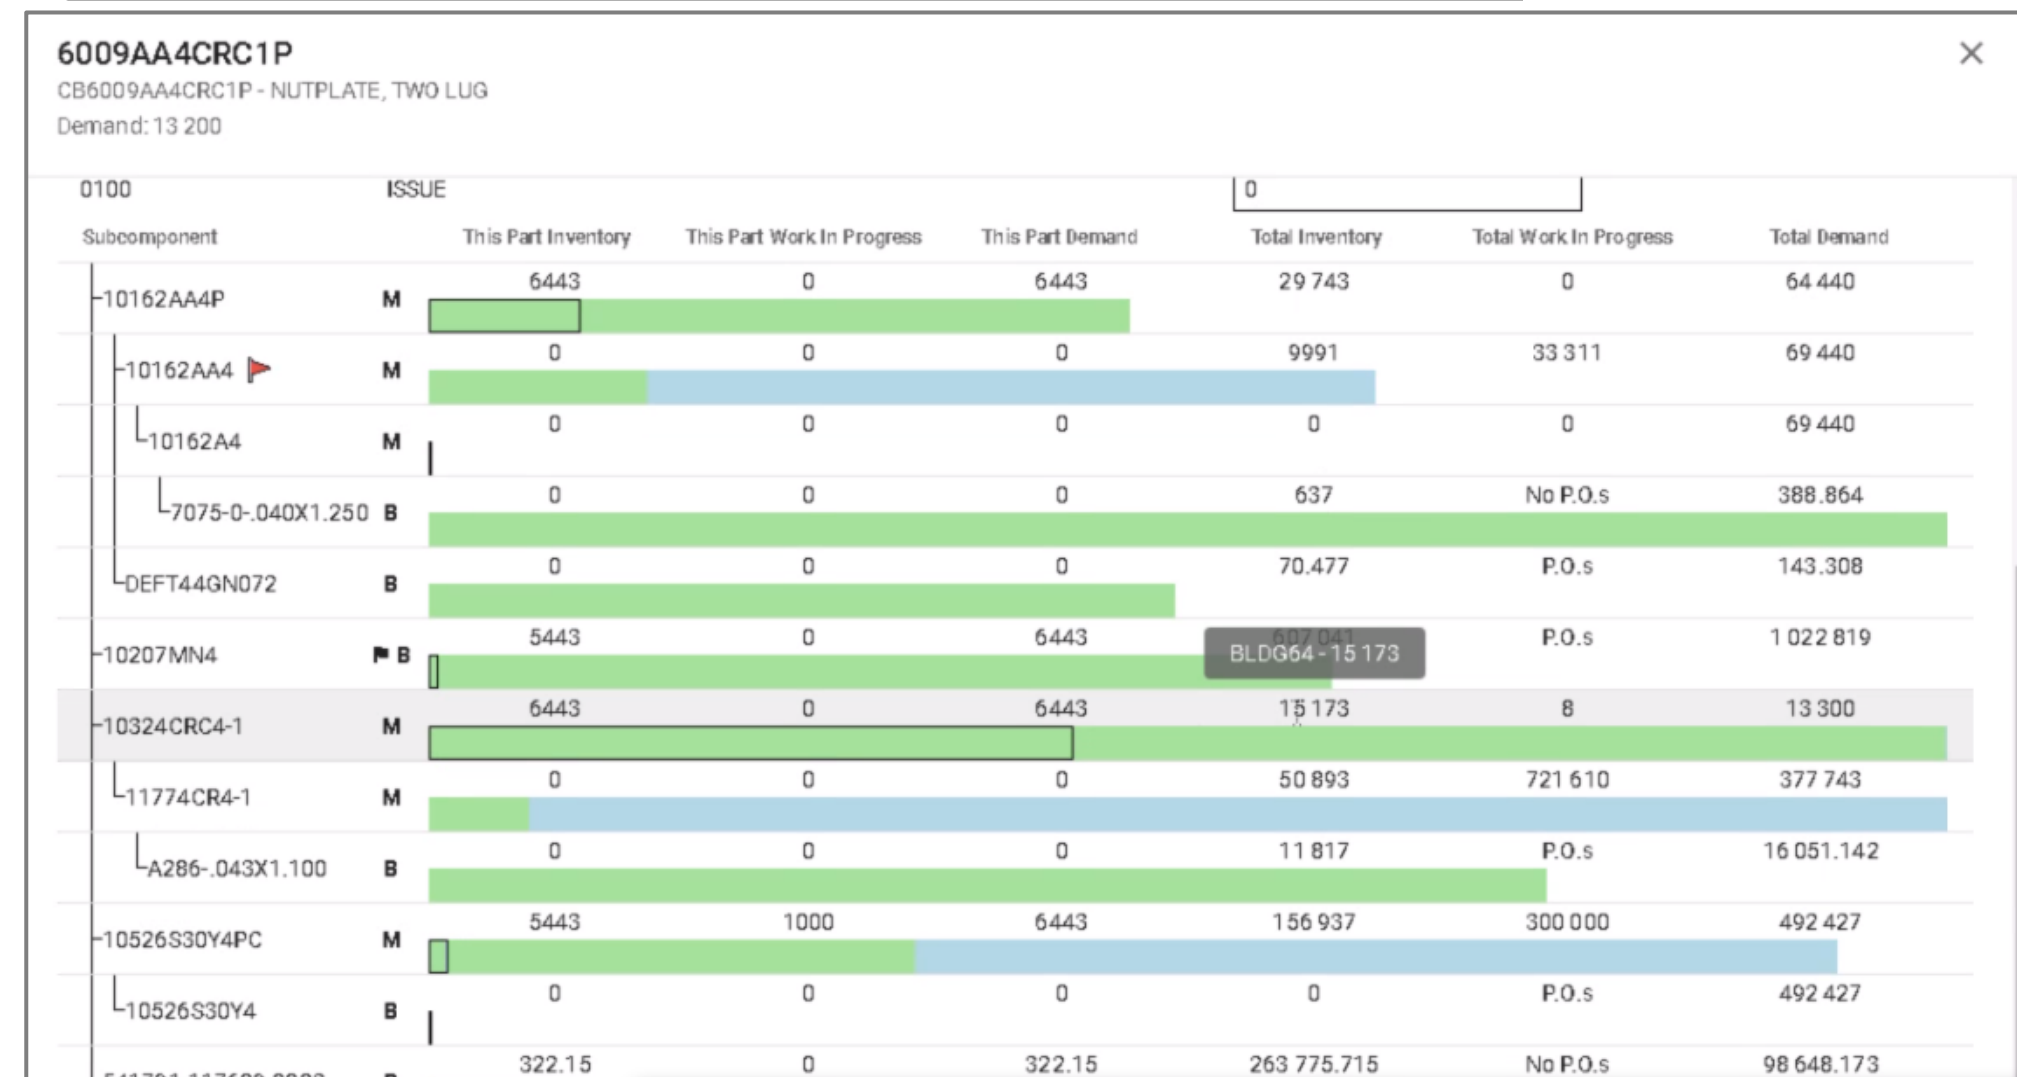 6009AA4CRC1P
CB6009AA4CRC1P - NUTPLATE, TWO LUG
Demand: 13 200
0100 ISSUE 0
Subcomponent This Part Inventory This Part Work In Progress This Part Demand Total Inventory Total Work In Progress Total Demand
10162AA4P M 6443 0 6443 29 743 0 64 440
10162AA4 M 0 0 0 9991 33 311 69 440
10162A4 M 0 0 0 0 0 69 440
7075-0-.040X1.250 B 0 0 0 637 No P.O.s 388.864
DEFT44GN072 B 0 0 0 70.477 P.O.s 143.308
10207MN4 B 5443 0 6443 607 041 P.O.s 1 022 819
BLDG64 - 15 173
10324CRC4-1 M 6443 0 6443 15 173 8 13 300
11774CR4-1 M 0 0 0 50 893 721 610 377 743
A286-.043X1.100 B 0 0 0 11 817 P.O.s 16 051.142
10526S30Y4PC M 5443 1000 6443 156 937 300 000 492 427
10526S30Y4 B 0 0 0 0 P.O.s 492 427
322.15 0 322.15 263 775.715 No P.O.s 98 648.173